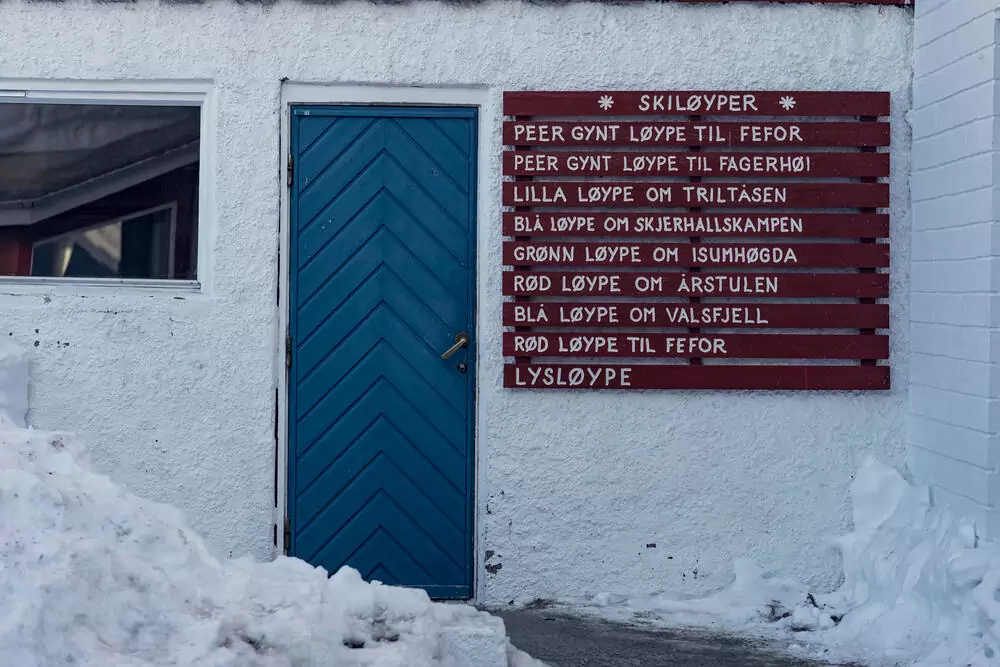 * SKILØYPER *
PEER GYNT LØYPE TIL FEFOR
PEER GYNT LØYPE TIL FAGERHØI
LILLA LØYPE OM TRILTÅSEN
BLÅ LØYPE OM SKJERHALLSKAMPEN
GRØNN LØYPE OM ISUMHØGDA
RØD LØYPE OM ÅRSTULEN
BLÅ LØYPE OM VALSFJELL
RØD LØYPE TIL FEFOR
LYSLØYPE